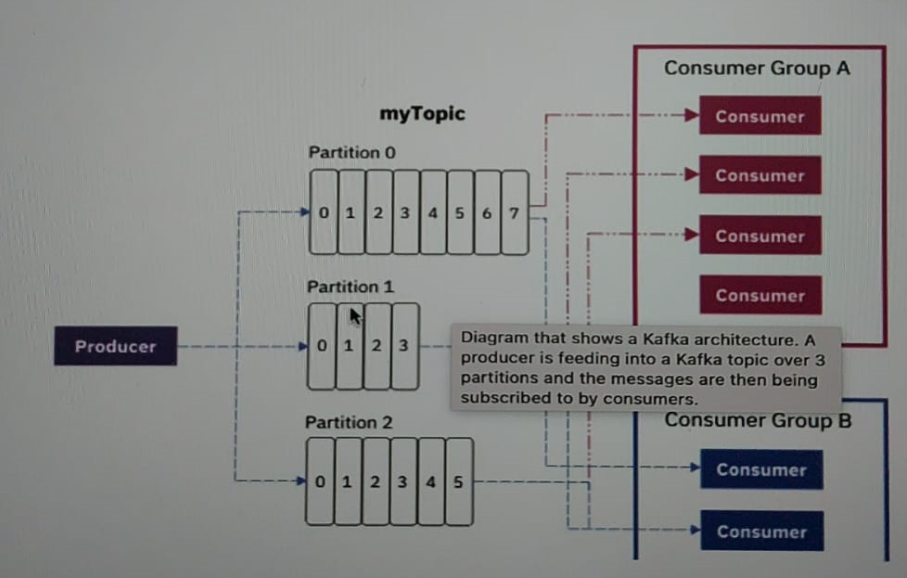 myTopic
Partition 0
0 1 2 3 4 5 6 7
Partition 1
0 1 2 3
Partition 2
0 1 2 3 4 5
Producer
Consumer Group A
Consumer
Consumer
Consumer
Consumer
Diagram that shows a Kafka architecture. A
producer is feeding into a Kafka topic over 3
partitions and the messages are then being
subscribed to by consumers.
Consumer Group B
Consumer
Consumer